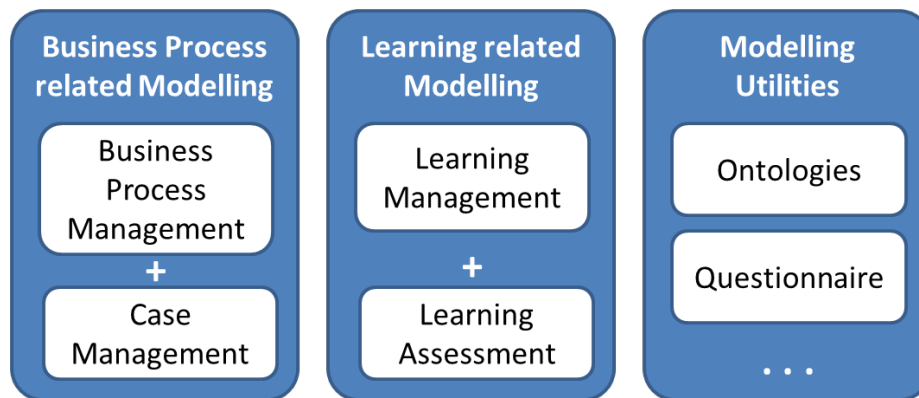 Business Process
related Modelling
Business
Process
Management
+
Case
Management
Learning related
Modelling
Learning
Management
+
Learning
Assessment
Modelling
Utilities
Ontologies
Questionnaire
. . .